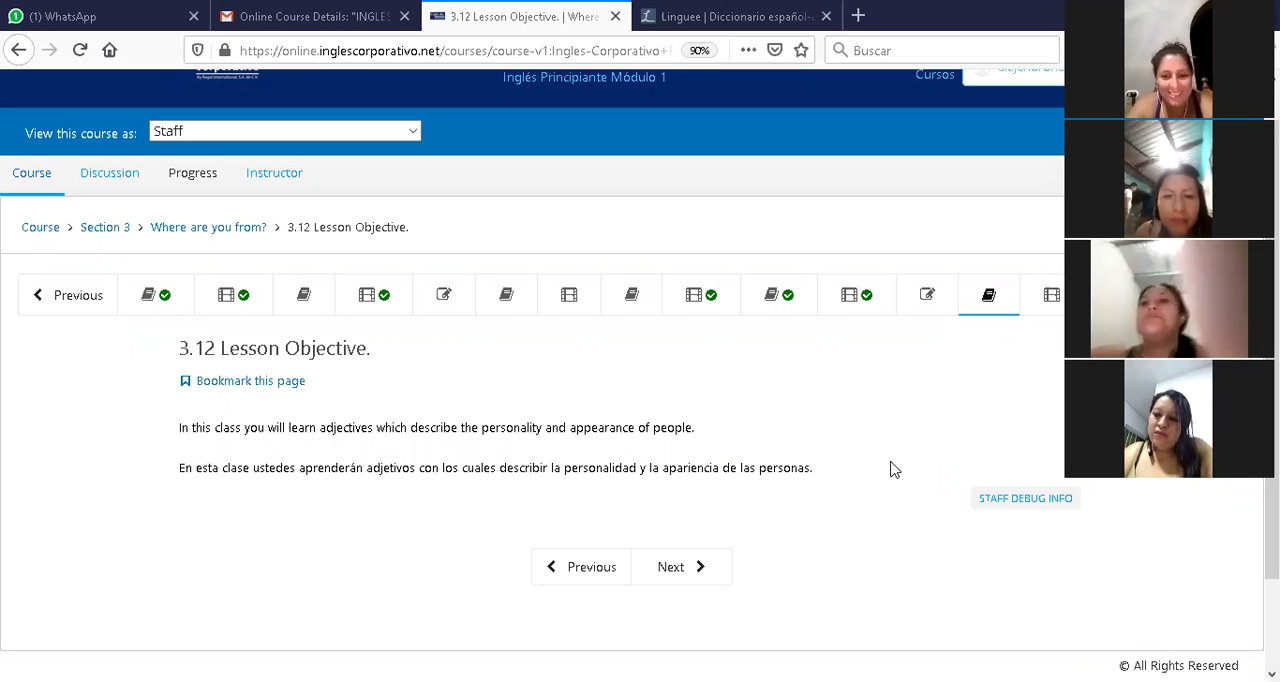 (1) WhatsApp
Online Course Details: "INGLES
3.12 Lesson Objective. | Where
Linguee | Diccionario español-
https://online.inglescorporativo.net/courses/course-v1:Ingles-Corporativo+
90%
Buscar
Inglés Principiante Módulo 1
Cursos
View this course as:
Staff
Course
Discussion
Progress
Instructor
Course > Section 3 > Where are you from? > 3.12 Lesson Objective.
Previous
3.12 Lesson Objective.
Bookmark this page
In this class you will learn adjectives which describe the personality and appearance of people.
En esta clase ustedes aprenderán adjetivos con los cuales describir la personalidad y la apariencia de las personas.
STAFF DEBUG INFO
Previous
Next
© All Rights Reserved